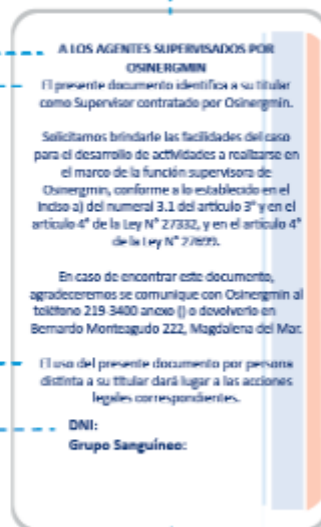 A LOS AGENTES SUPERVISADOS POR
OSINERGMIN
El presente documento identifica a su titular
como Supervisor contratado por Osinergmin.
Solicitamos brindarle las facilidades del caso
para el desarrollo de actividades a realizarse en
el marco de la función supervisora de
Osinergmin, conforme a lo establecido en el
inciso a) del numeral 3.1 del artículo 3° y en el
artículo 4° de la Ley N° 27332, y en el artículo 4°
de la Ley N° 27699.
En caso de encontrar este documento,
agradeceremos se comunique con Osinergmin al
teléfono 219-3400 anexo () o devolverlo en
Bernardo Monteagudo 222, Magdalena del Mar.
El uso del presente documento por persona
distinta a su titular dará lugar a las acciones
legales correspondientes.
DNI:
Grupo Sanguíneo: